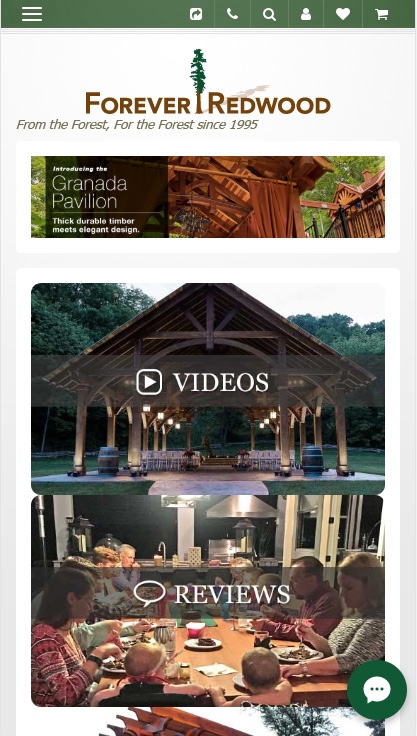 FOREVER REDWOOD
From the Forest, For the Forest since 1995
Introducing the
Granada
Pavilion
Thick durable timber
meets elegant design.
VIDEOS
REVIEWS